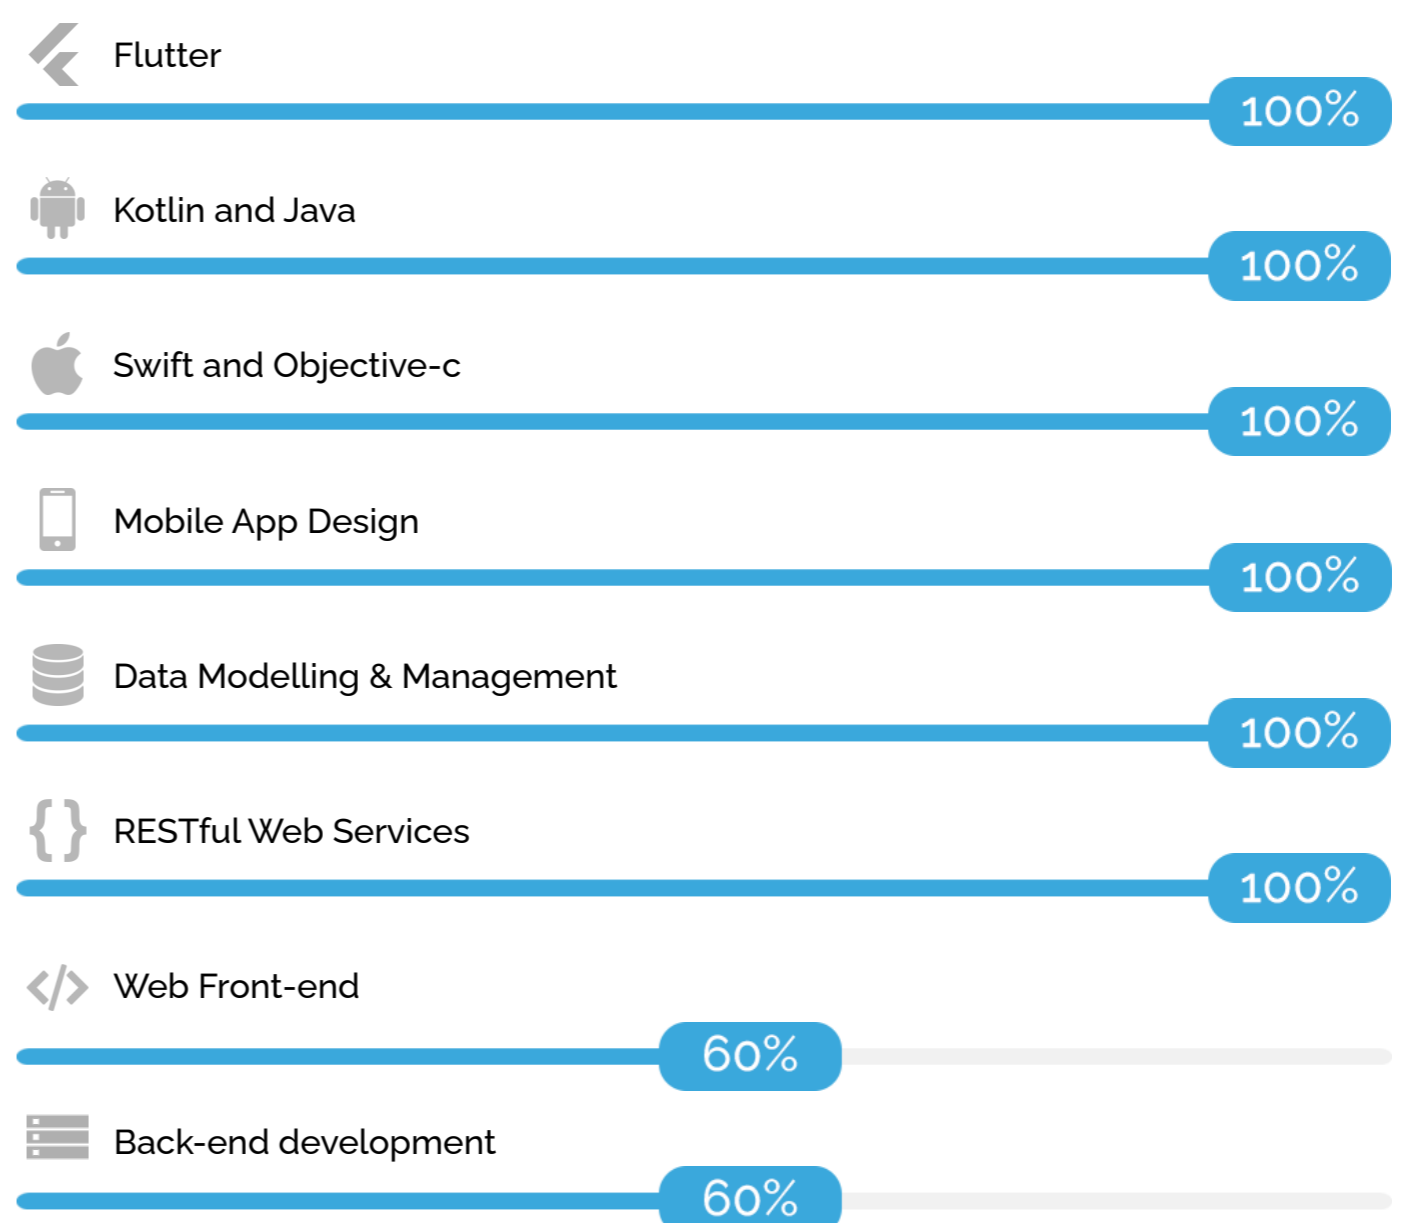 Flutter
100%
Kotlin and Java
100%
Swift and Objective-c
100%
Mobile App Design
100%
Data Modelling & Management
100%
RESTful Web Services
100%
Web Front-end
60%
Back-end development
60%